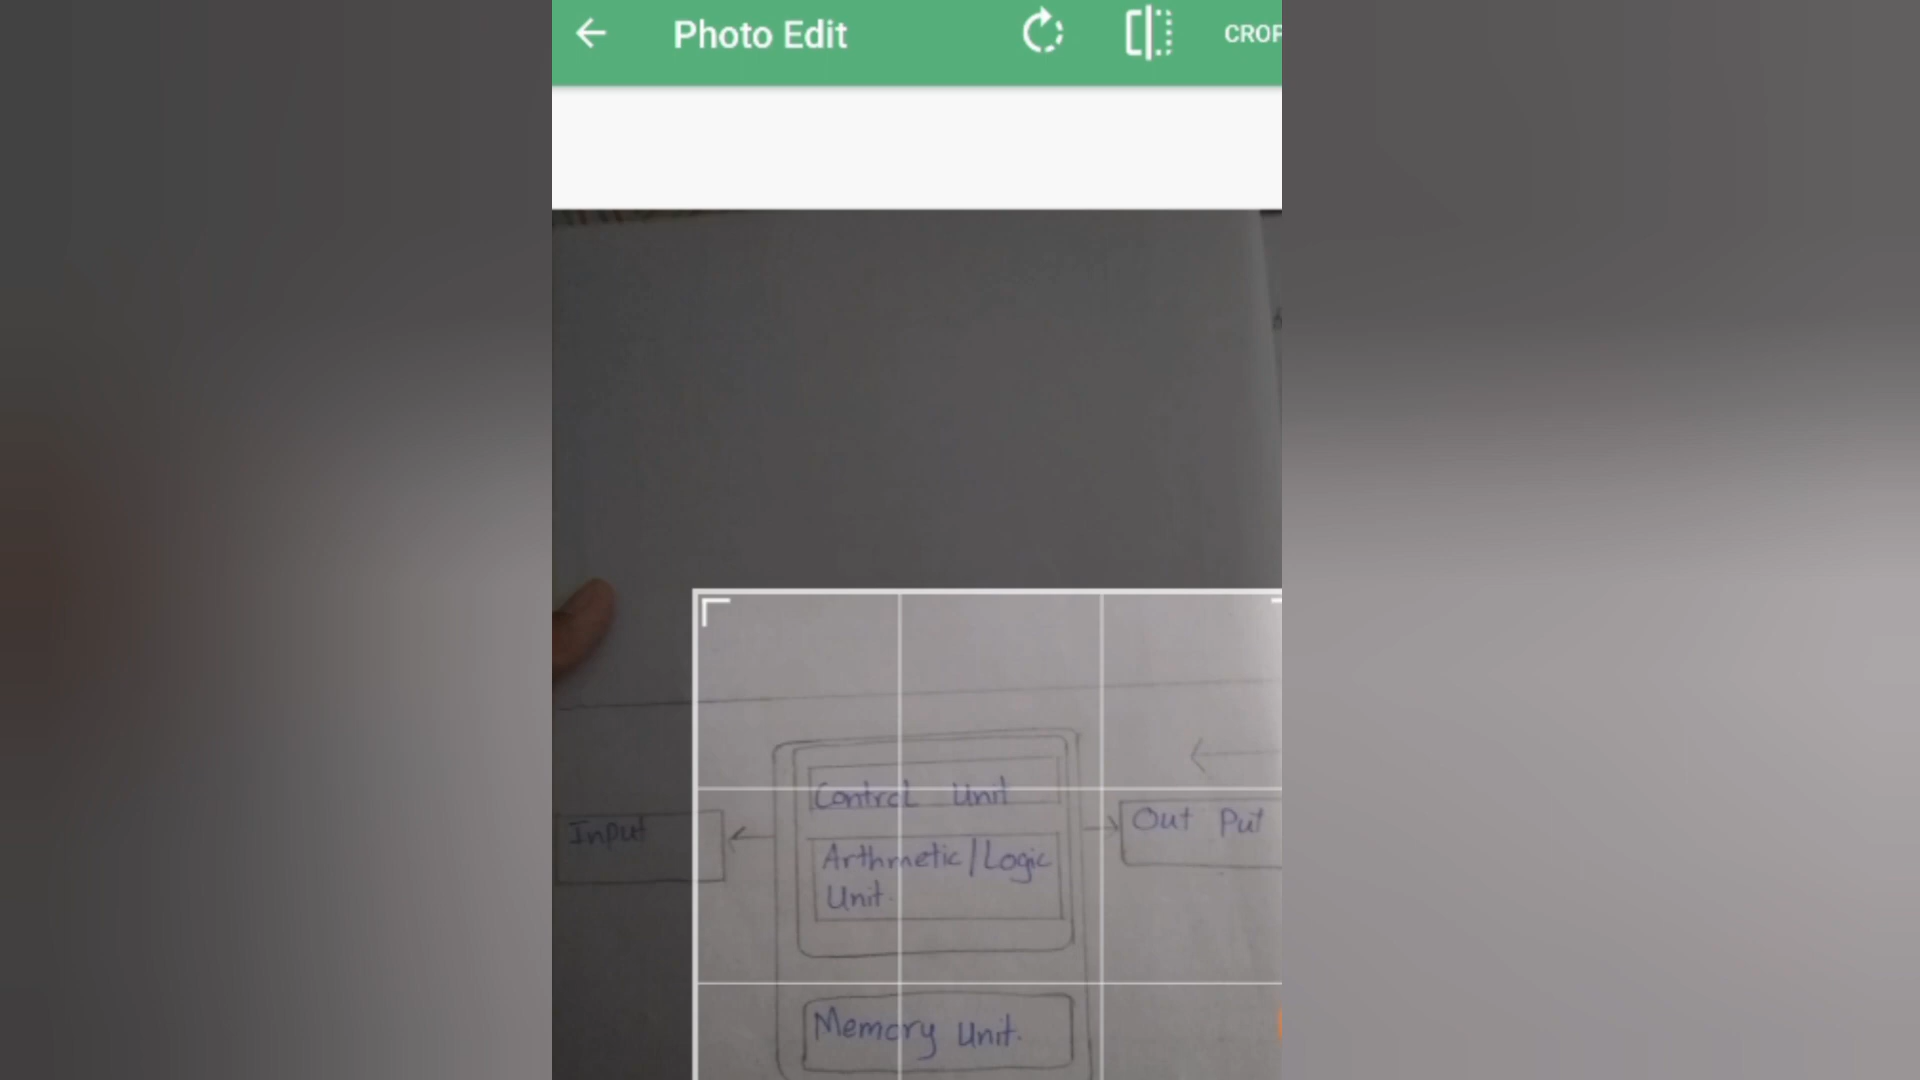 Photo Edit
CROP
Control Unit
Input
Out Put
Arthmetic/Logic
Unit.
Memory Unit.